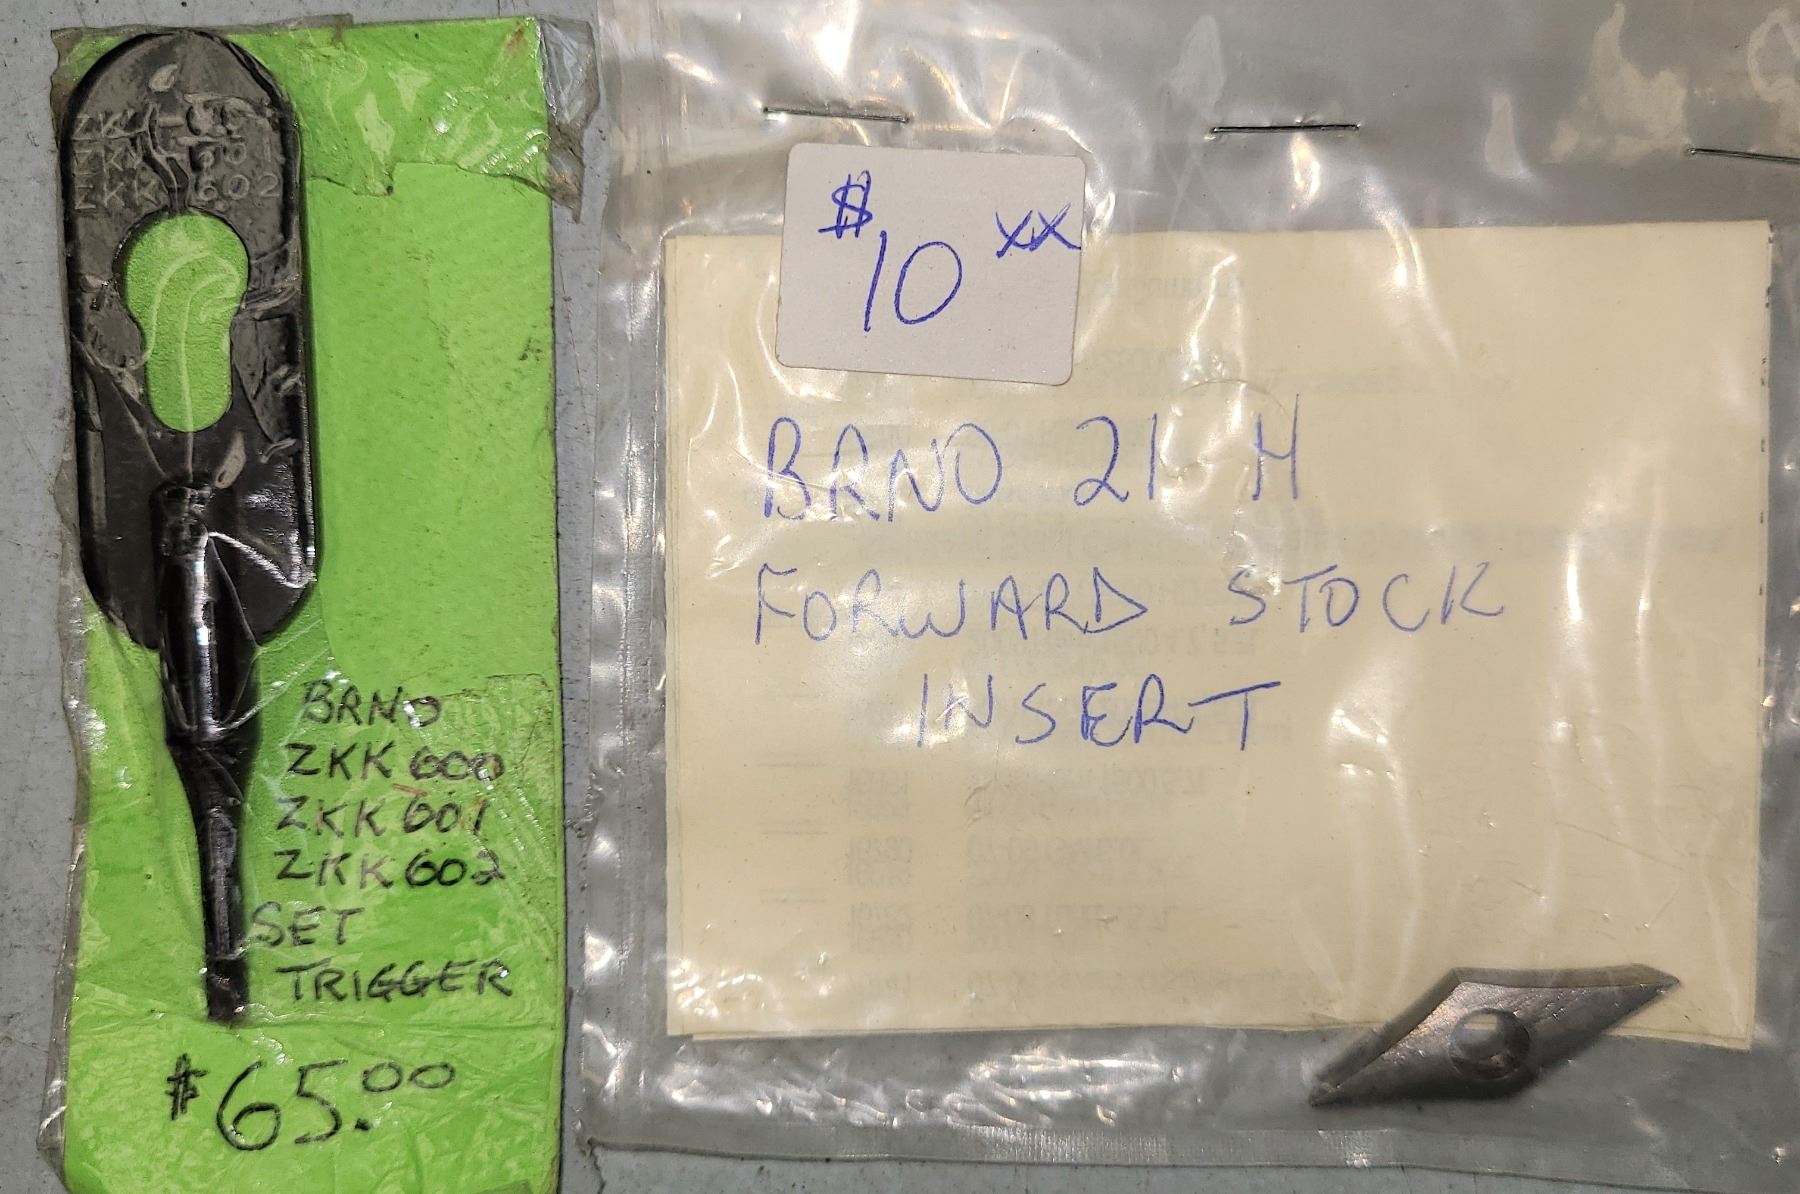 ZKK 601
ZKK 602
BRNO
ZKK 600
ZKK 601
ZKK 602
SET
TRIGGER
$65.00
$10 xx
BRNO 21 H
FORWARD STOCK
INSERT